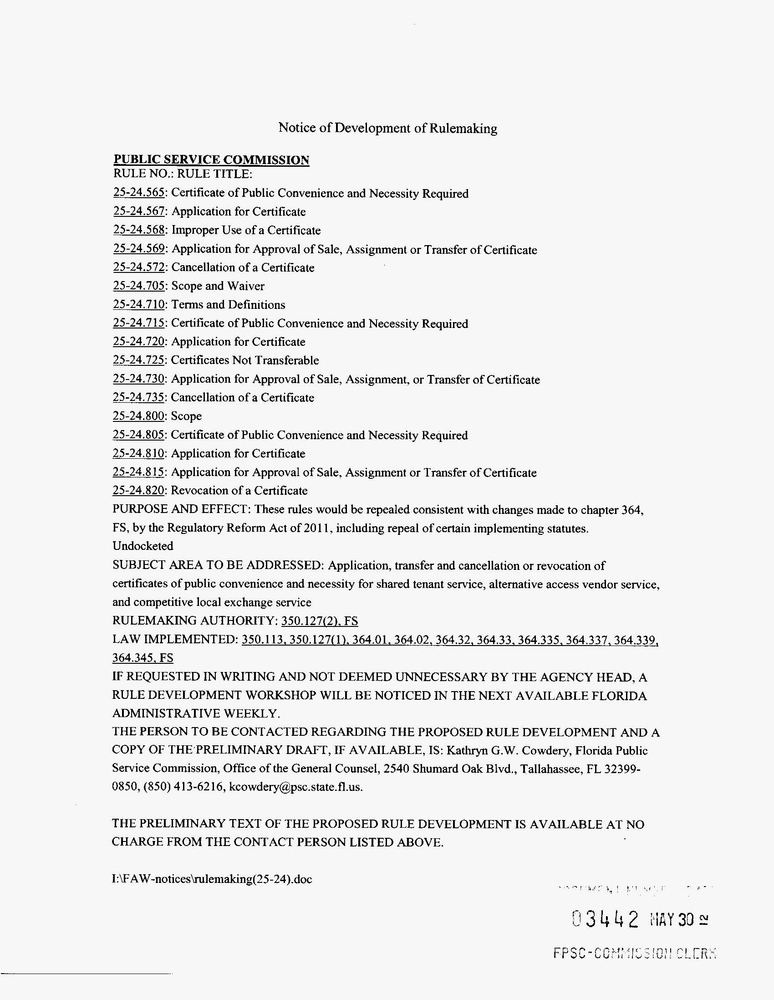 Notice of Development of Rulemaking
PUBLIC SERVICE COMMISSION
RULE NO.: RULE TITLE:
25-24.565: Certificate of Public Convenience and Necessity Required
25-24.567: Application for Certificate
25-24.568: Improper Use of a Certificate
25-24.569: Application for Approval of Sale, Assignment or Transfer of Certificate
25-24.572: Cancellation of a Certificate
25-24.705: Scope and Waiver
25-24.710: Terms and Definitions
25-24.715: Certificate of Public Convenience and Necessity Required
25-24.720: Application for Certificate
25-24.725: Certificates Not Transferable
25-24.730: Application for Approval of Sale, Assignment, or Transfer of Certificate
25-24.735: Cancellation of a Certificate
25-24.800: Scope
25-24.805: Certificate of Public Convenience and Necessity Required
25-24.810: Application for Certificate
25-24.815: Application for Approval of Sale, Assignment or Transfer of Certificate
25-24.820: Revocation of a Certificate
PURPOSE AND EFFECT: These rules would be repealed consistent with changes made to chapter 364,
FS, by the Regulatory Reform Act of 2011, including repeal of certain implementing statutes.
Undocketed
SUBJECT AREA TO BE ADDRESSED: Application, transfer and cancellation or revocation of
certificates of public convenience and necessity for shared tenant service, alternative access vendor service,
and competitive local exchange service
RULEMAKING AUTHORITY: 350.127(2), FS
LAW IMPLEMENTED: 350.113, 350.127(1), 364.01, 364.02, 364.32, 364.33, 364.335, 364.337, 364.339,
364.345, FS
IF REQUESTED IN WRITING AND NOT DEEMED UNNECESSARY BY THE AGENCY HEAD, A
RULE DEVELOPMENT WORKSHOP WILL BE NOTICED IN THE NEXT AVAILABLE FLORIDA
ADMINISTRATIVE WEEKLY.
THE PERSON TO BE CONTACTED REGARDING THE PROPOSED RULE DEVELOPMENT AND A
COPY OF THE PRELIMINARY DRAFT, IF AVAILABLE, IS: Kathryn G.W. Cowdery, Florida Public
Service Commission, Office of the General Counsel, 2540 Shumard Oak Blvd., Tallahassee, FL 32399-
0850, (850) 413-6216, kcowdery@psc.state.fl.us.
THE PRELIMINARY TEXT OF THE PROPOSED RULE DEVELOPMENT IS AVAILABLE AT NO
CHARGE FROM THE CONTACT PERSON LISTED ABOVE.
I:\FAW-notices\rulemaking(25-24).doc
03442 MAY 30 12
FPSC-COMMISSION CLERK